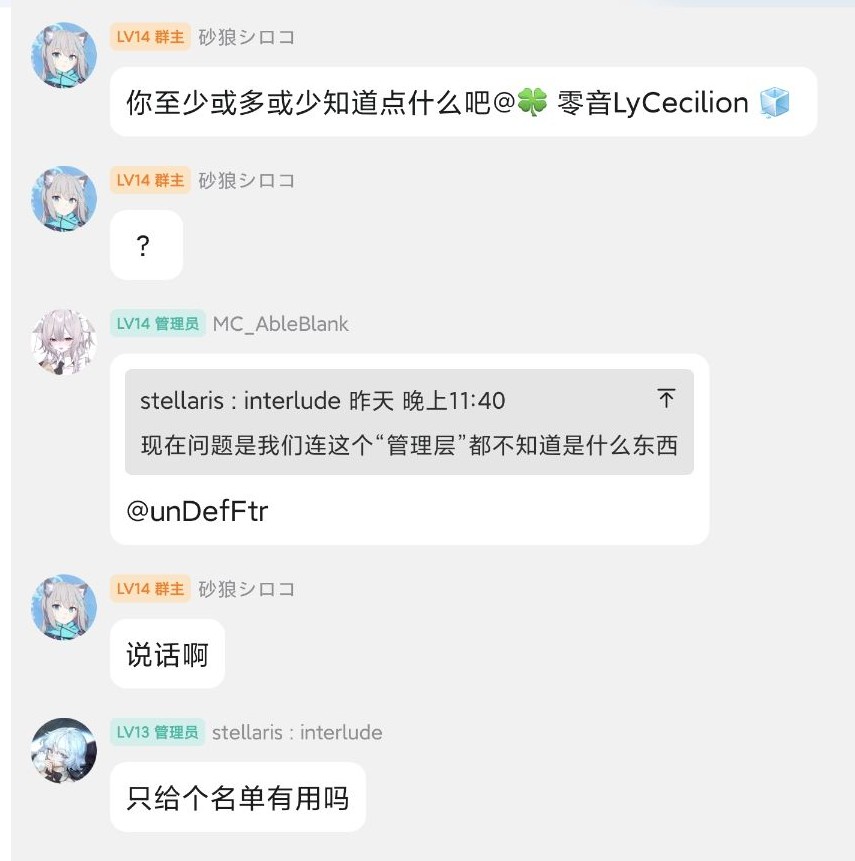 LV14 群主 砂狼シロコ
你至少或多或少知道点什么吧@🍀 零音LyCecilion 🧊
LV14 群主 砂狼シロコ
?
LV14 管理员 MC_AbleBlank
stellaris : interlude 昨天 晚上11:40
现在问题是我们连这个“管理层”都不知道是什么东西
@unDefFtr
LV14 群主 砂狼シロコ
说话啊
LV13 管理员 stellaris : interlude
只给个名单有用吗